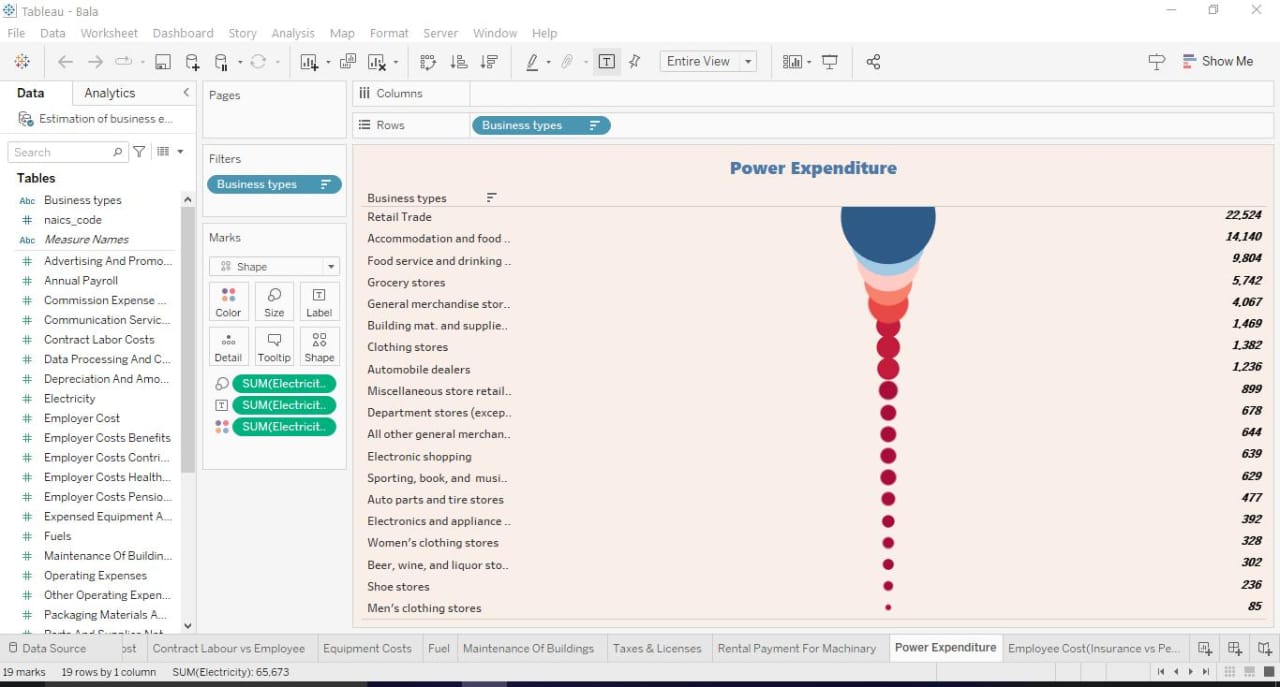 Tableau - Bala
File Data Worksheet Dashboard Story Analysis Map Format Server Window Help
Entire View
Show Me
Data Analytics
Estimation of business e...
Search
Tables
Abc Business types
# naics_code
Abc Measure Names
# Advertising And Promo...
# Annual Payroll
# Commission Expense ...
# Communication Servic...
# Contract Labor Costs
# Data Processing And C...
# Depreciation And Amo...
# Electricity
# Employer Cost
# Employer Costs Benefits
# Employer Costs Contri...
# Employer Costs Health...
# Employer Costs Pensio...
# Expensed Equipment A...
# Fuels
# Maintenance Of Buildin...
# Operating Expenses
# Other Operating Expen...
# Packaging Materials A...
# Parts And Supplies Not
Pages
Filters
Business types
Marks
Shape
Color Size Label
Detail Tooltip Shape
SUM(Electricit..
SUM(Electricit..
SUM(Electricit..
Columns
Rows Business types
Power Expenditure
Business types
Retail Trade 22,524
Accommodation and food .. 14,140
Food service and drinking .. 9,804
Grocery stores 5,742
General merchandise stor.. 4,067
Building mat. and supplie.. 1,469
Clothing stores 1,382
Automobile dealers 1,236
Miscellaneous store retail.. 899
Department stores (excep.. 678
All other general merchan.. 644
Electronic shopping 639
Sporting, book, and musi.. 629
Auto parts and tire stores 477
Electronics and appliance .. 392
Women's clothing stores 328
Beer, wine, and liquor sto.. 302
Shoe stores 236
Men's clothing stores 85
Data Source ost Contract Labour vs Employee Equipment Costs Fuel Maintenance Of Buildings Taxes & Licenses Rental Payment For Machinary Power Expenditure Employee Cost(Insurance vs Pe...
19 marks 19 rows by 1 column SUM(Electricity): 65,673